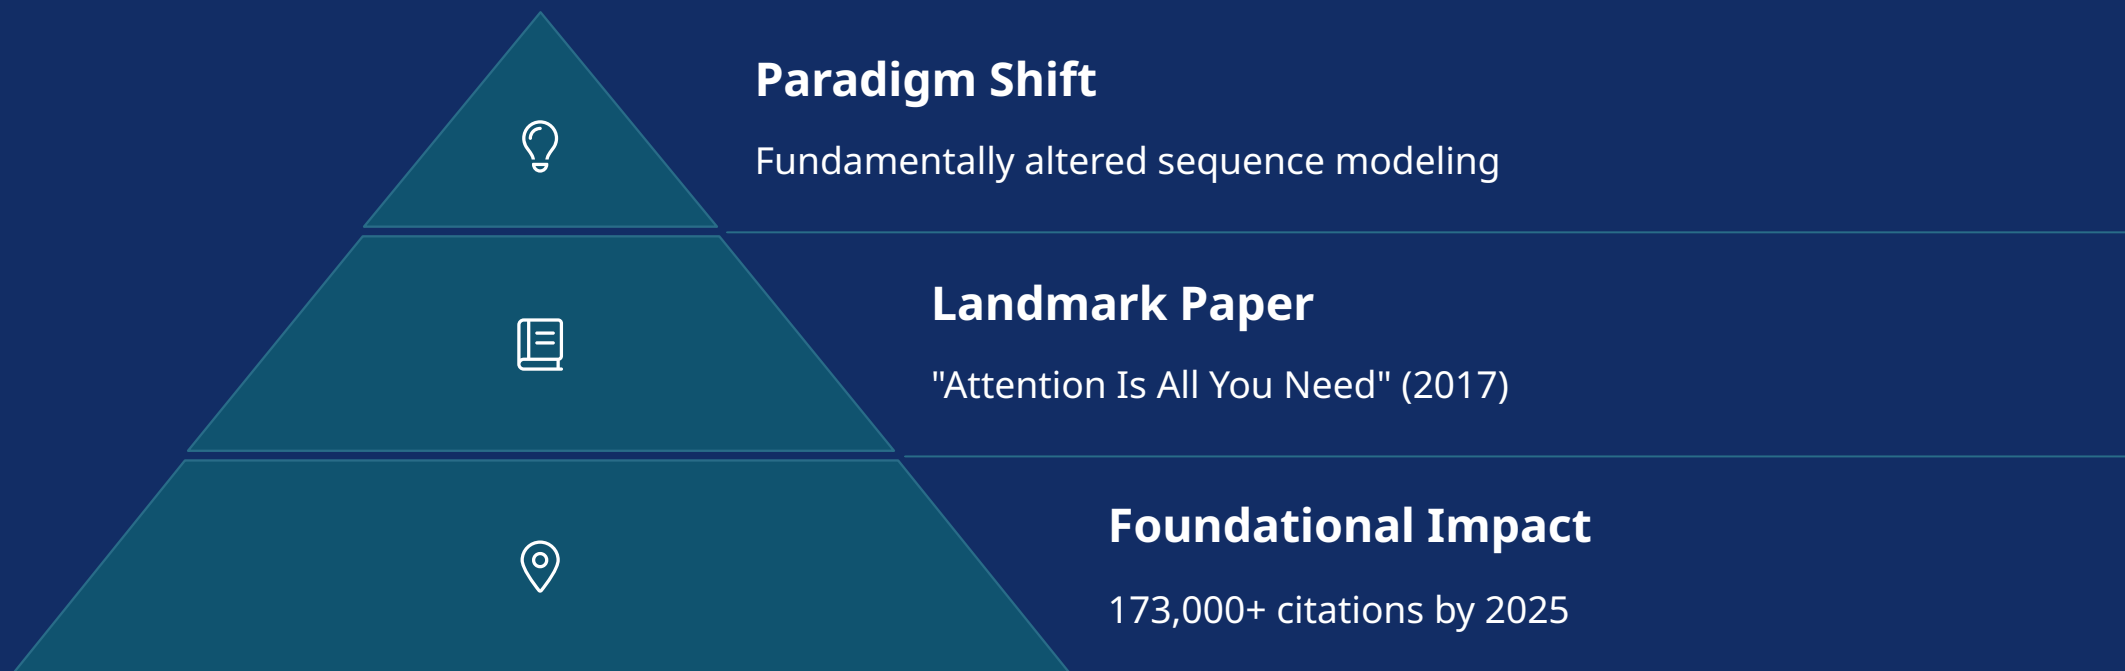 Paradigm Shift
Fundamentally altered sequence modeling
Landmark Paper
"Attention Is All You Need" (2017)
Foundational Impact
173,000+ citations by 2025